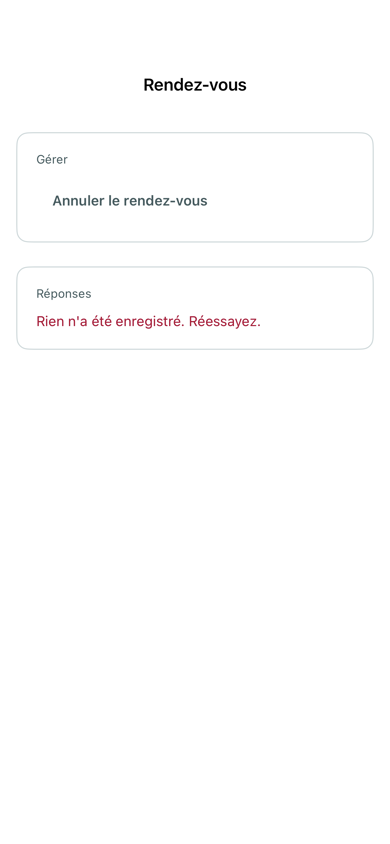 Rendez-vous
Gérer
Annuler le rendez-vous
Réponses
Rien n'a été enregistré. Réessayez.